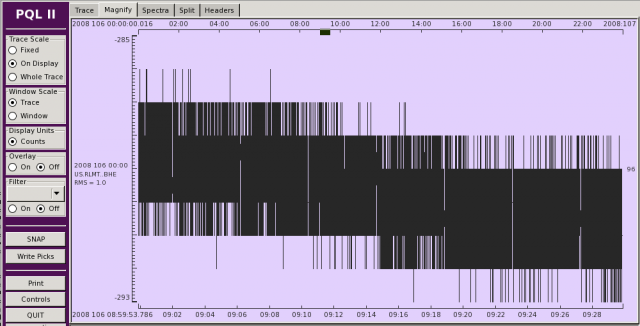 PQL II
Trace Magnify Spectra Split Headers
2008 106 00:00:00.016 02:00 04:00 06:00 08:00 10:00 12:00 14:00 16:00 18:00 20:00 22:00 2008:107
Trace Scale
Fixed
On Display
Whole Trace
Window Scale
Trace
Window
Display Units
Counts
Overlay
On Off
Filter
On Off
SNAP
Write Picks
Print
Controls
QUIT
-285
2008 106 00:00
US.RLMT..BHE
RMS = 1.0
96
-293
2008 106 08:59:53.786 09:02 09:04 09:06 09:08 09:10 09:12 09:14 09:16 09:18 09:20 09:22 09:24 09:26 09:28